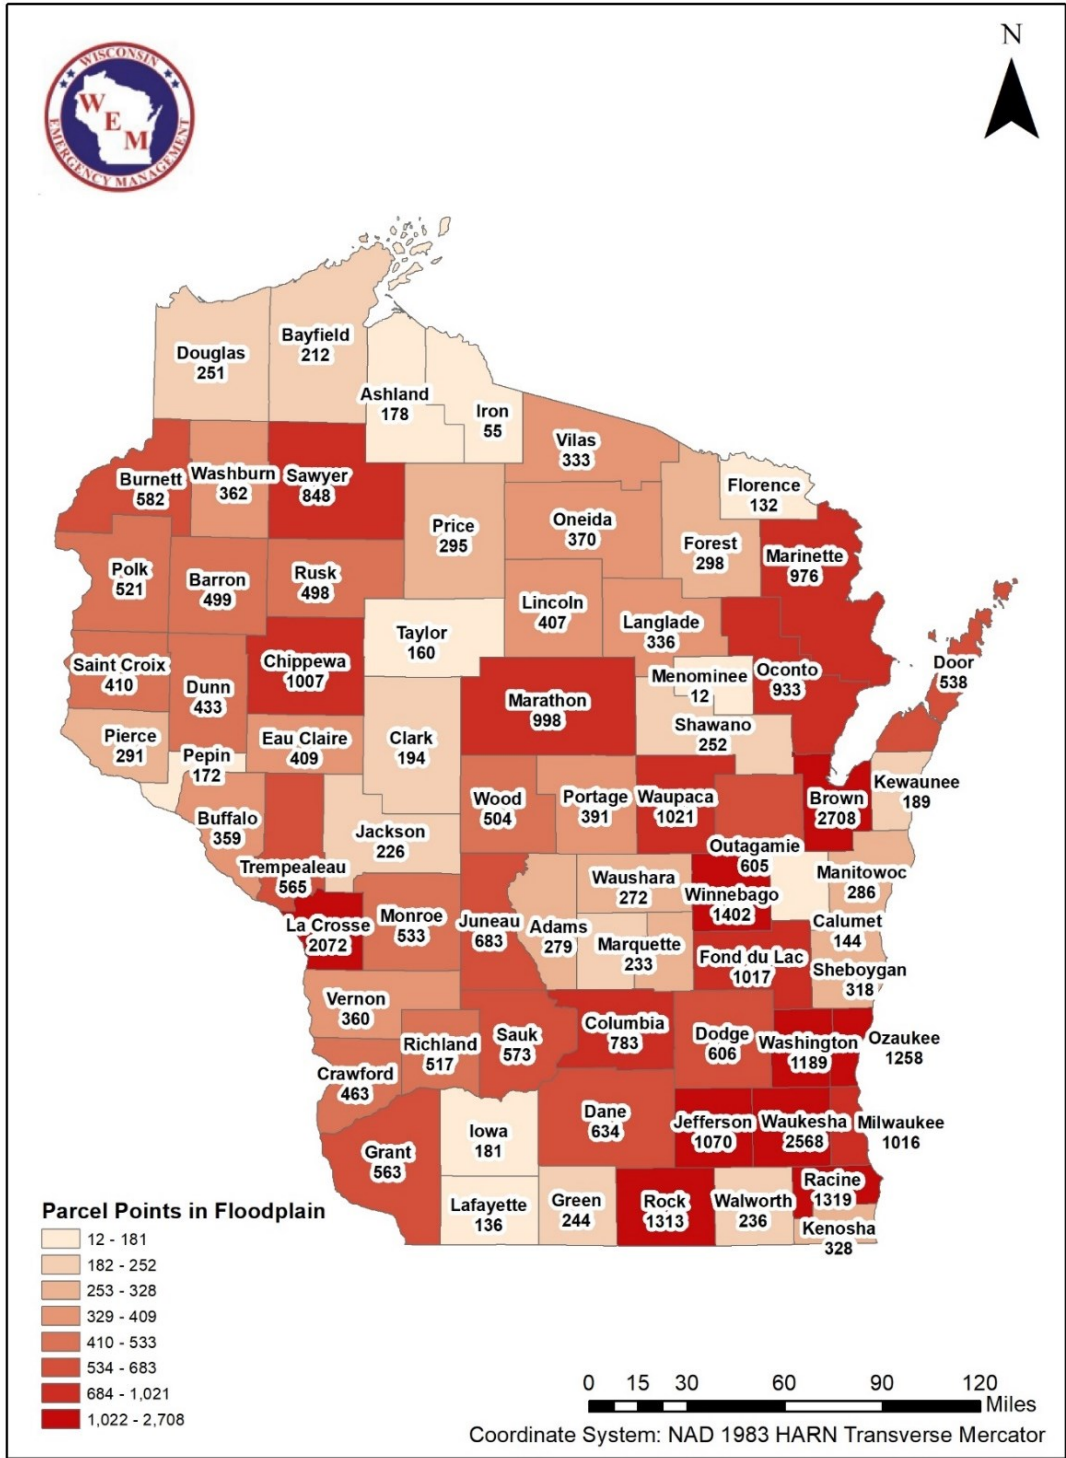 N
WISCONSIN
WEM
EMERGENCY MANAGEMENT
Bayfield
212
Douglas
251
Ashland
178
Iron
55
Vilas
333
Burnett
582
Washburn
362
Sawyer
848
Florence
132
Price
295
Oneida
370
Forest
298
Marinette
976
Polk
521
Barron
499
Rusk
498
Lincoln
407
Langlade
336
Taylor
160
Saint Croix
410
Dunn
433
Chippewa
1007
Marathon
998
Menominee
12
Oconto
933
Door
538
Shawano
252
Pierce
291
Pepin
172
Eau Claire
409
Clark
194
Kewaunee
189
Wood
504
Portage
391
Waupaca
1021
Brown
2708
Buffalo
359
Jackson
226
Outagamie
605
Trempealeau
565
Waushara
272
Winnebago
1402
Manitowoc
286
La Crosse
2072
Monroe
533
Juneau
683
Adams
279
Marquette
233
Calumet
144
Fond du Lac
1017
Sheboygan
318
Vernon
360
Richland
517
Sauk
573
Columbia
783
Dodge
606
Washington
1189
Ozaukee
1258
Crawford
463
Grant
563
Iowa
181
Dane
634
Jefferson
1070
Waukesha
2568
Milwaukee
1016
Lafayette
136
Green
244
Rock
1313
Walworth
236
Racine
1319
Kenosha
328
Parcel Points in Floodplain
12 - 181
182 - 252
253 - 328
329 - 409
410 - 533
534 - 683
684 - 1,021
1,022 - 2,708
0 15 30 60 90 120
Miles
Coordinate System: NAD 1983 HARN Transverse Mercator